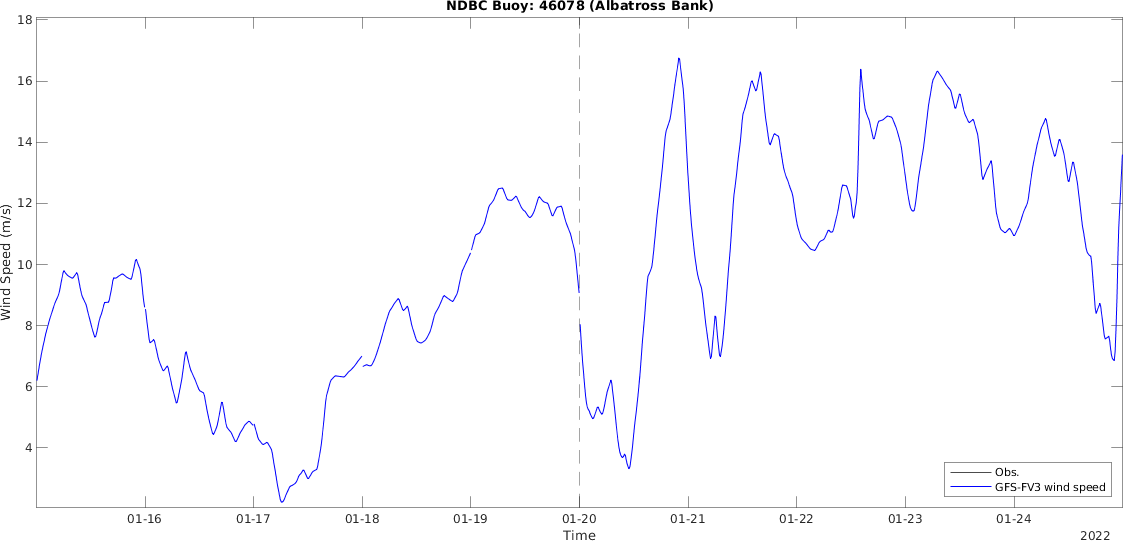 NDBC Buoy: 46078 (Albatross Bank)
18
16
14
12
10
8
6
4
Wind Speed (m/s)
01-16 01-17 01-18 01-19 01-20 01-21 01-22 01-23 01-24
Time
2022
Obs.
GFS-FV3 wind speed